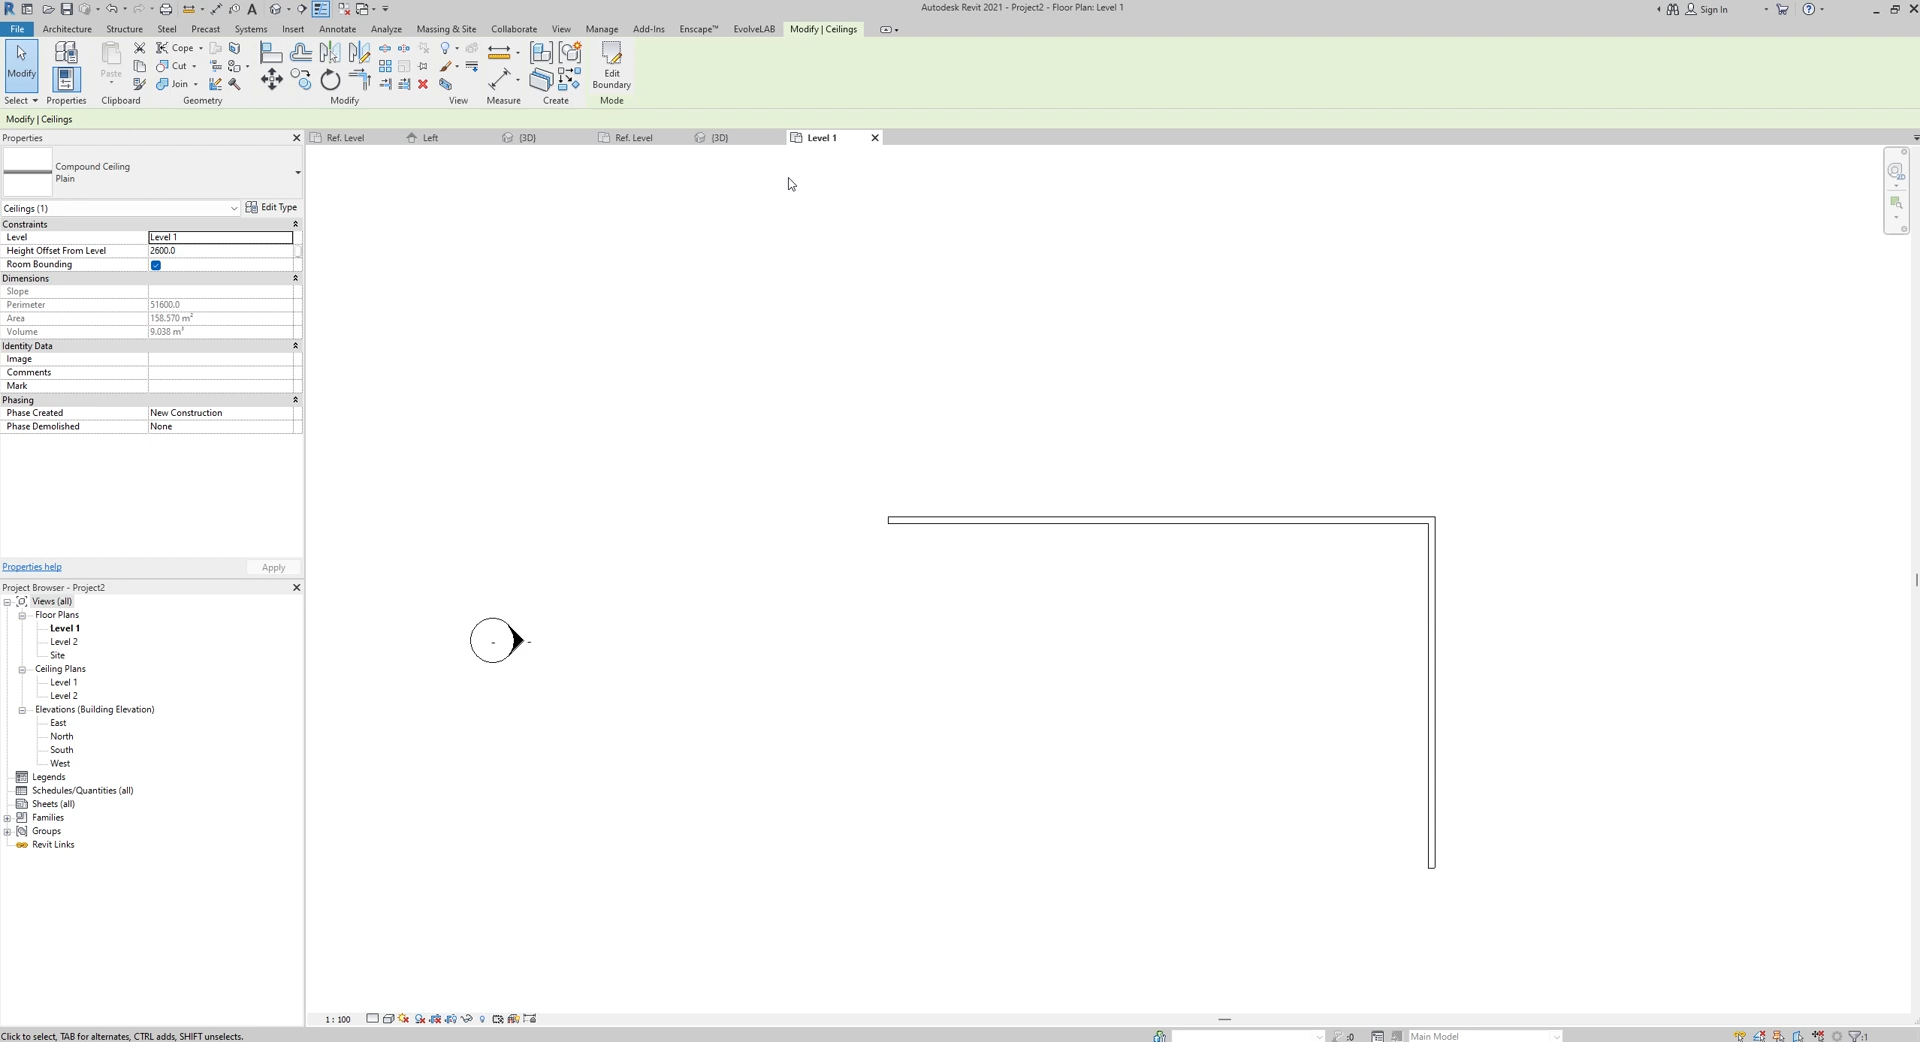 Autodesk Revit 2021 - Project2 - Floor Plan: Level 1
Sign In
File Architecture Structure Steel Precast Systems Insert Annotate Analyze Massing & Site Collaborate View Manage Add-Ins Enscape™ EvolveLAB Modify | Ceilings
Modify
Paste
Cope
Cut
Join
Edit
Boundary
Select Properties Clipboard Geometry Modify View Measure Create Mode
Modify | Ceilings
Properties
Ref. Level Left {3D} Ref. Level {3D} Level 1
Compound Ceiling
Plain
Ceilings (1) Edit Type
Constraints
Level Level 1
Height Offset From Level 2600.0
Room Bounding
Dimensions
Slope
Perimeter 51600.0
Area 158.570 m²
Volume 9.038 m³
Identity Data
Image
Comments
Mark
Phasing
Phase Created New Construction
Phase Demolished None
Properties help Apply
Project Browser - Project2
Views (all)
Floor Plans
Level 1
Level 2
Site
Ceiling Plans
Level 1
Level 2
Elevations (Building Elevation)
East
North
South
West
Legends
Schedules/Quantities (all)
Sheets (all)
Families
Groups
Revit Links
1 : 100
Click to select, TAB for alternates, CTRL adds, SHIFT unselects.
:0
Main Model
:1